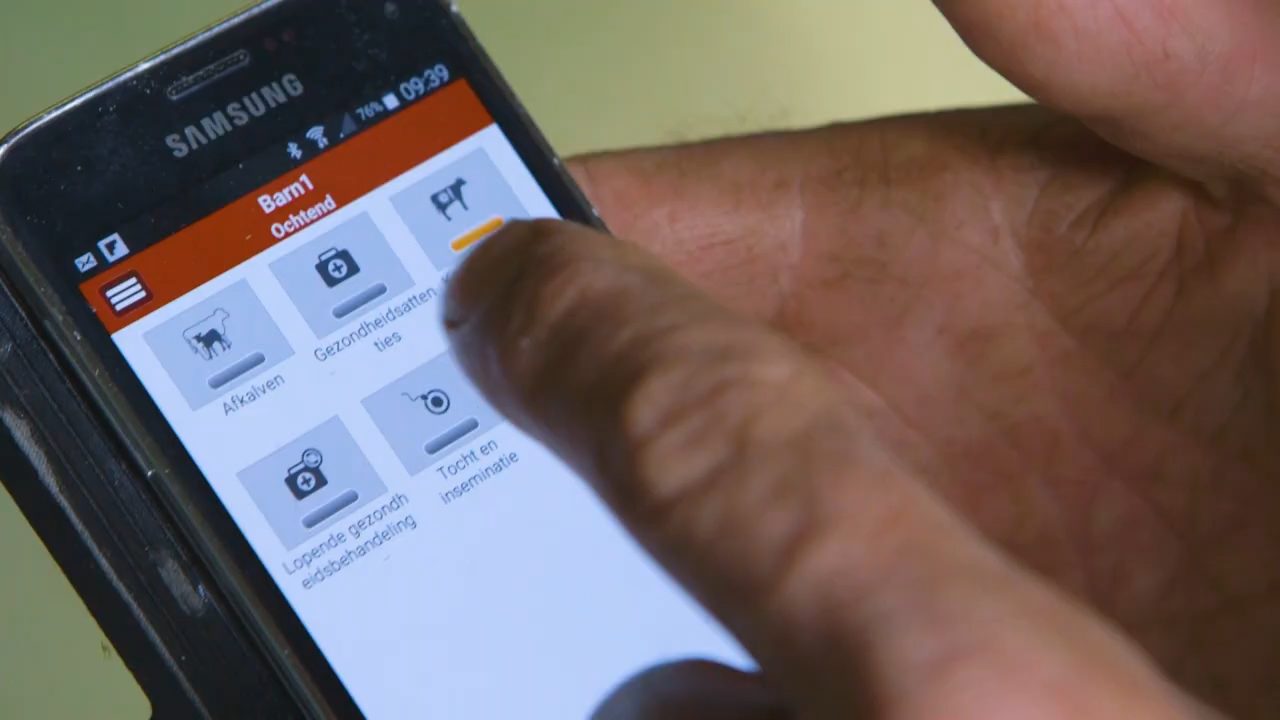 SAMSUNG
76% 09:39
Barn1
Ochtend
Afkalven
Gezondheidsatten
ties
Lopende gezondh
eidsbehandeling
Tocht en
inseminatie